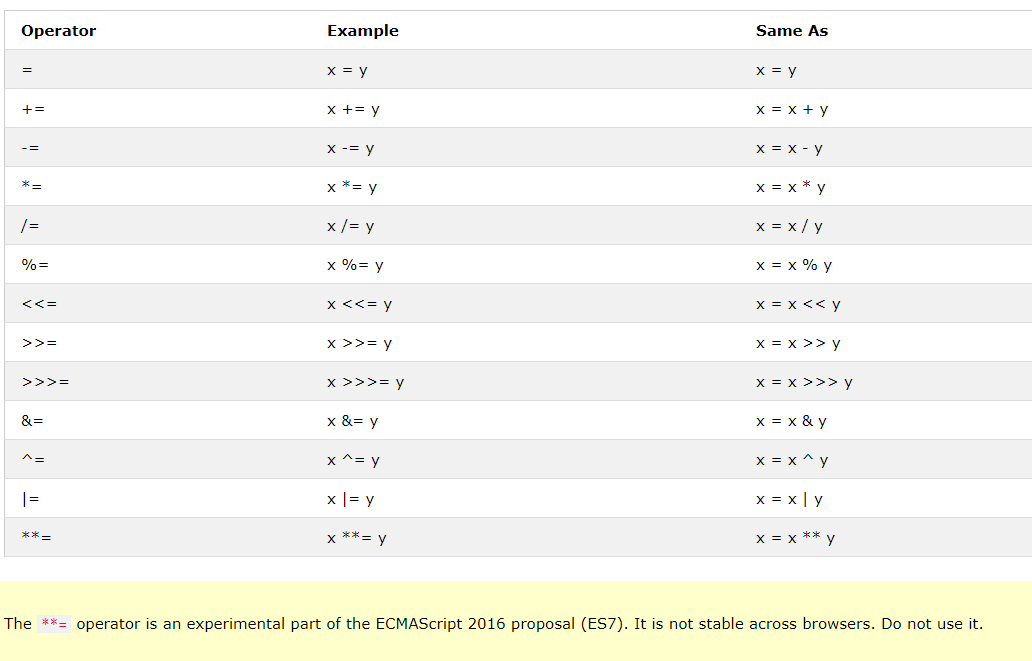 Operator Example Same As
= x = y x = y
+= x += y x = x + y
-= x -= y x = x - y
*= x *= y x = x * y
/= x /= y x = x / y
%= x %= y x = x % y
<<= x <<= y x = x << y
>>= x >>= y x = x >> y
>>>= x >>>= y x = x >>> y
&= x &= y x = x & y
^= x ^= y x = x ^ y
|= x |= y x = x | y
**= x **= y x = x ** y
The **= operator is an experimental part of the ECMAScript 2016 proposal (ES7). It is not stable across browsers. Do not use it.